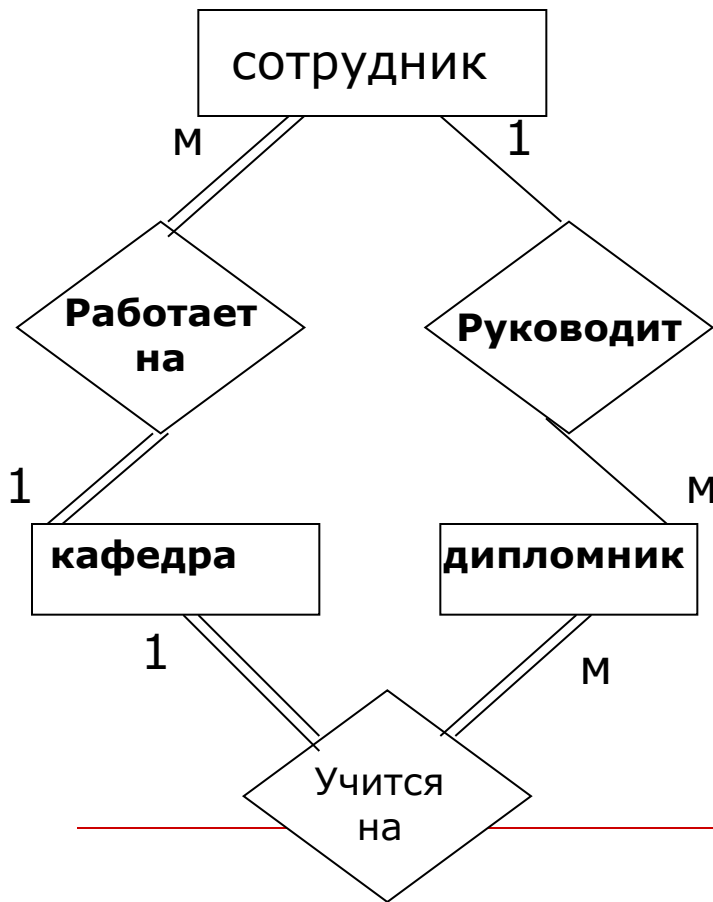 сотрудник
м
1
Работает
на
Руководит
1
м
кафедра
дипломник
1
м
Учится
на